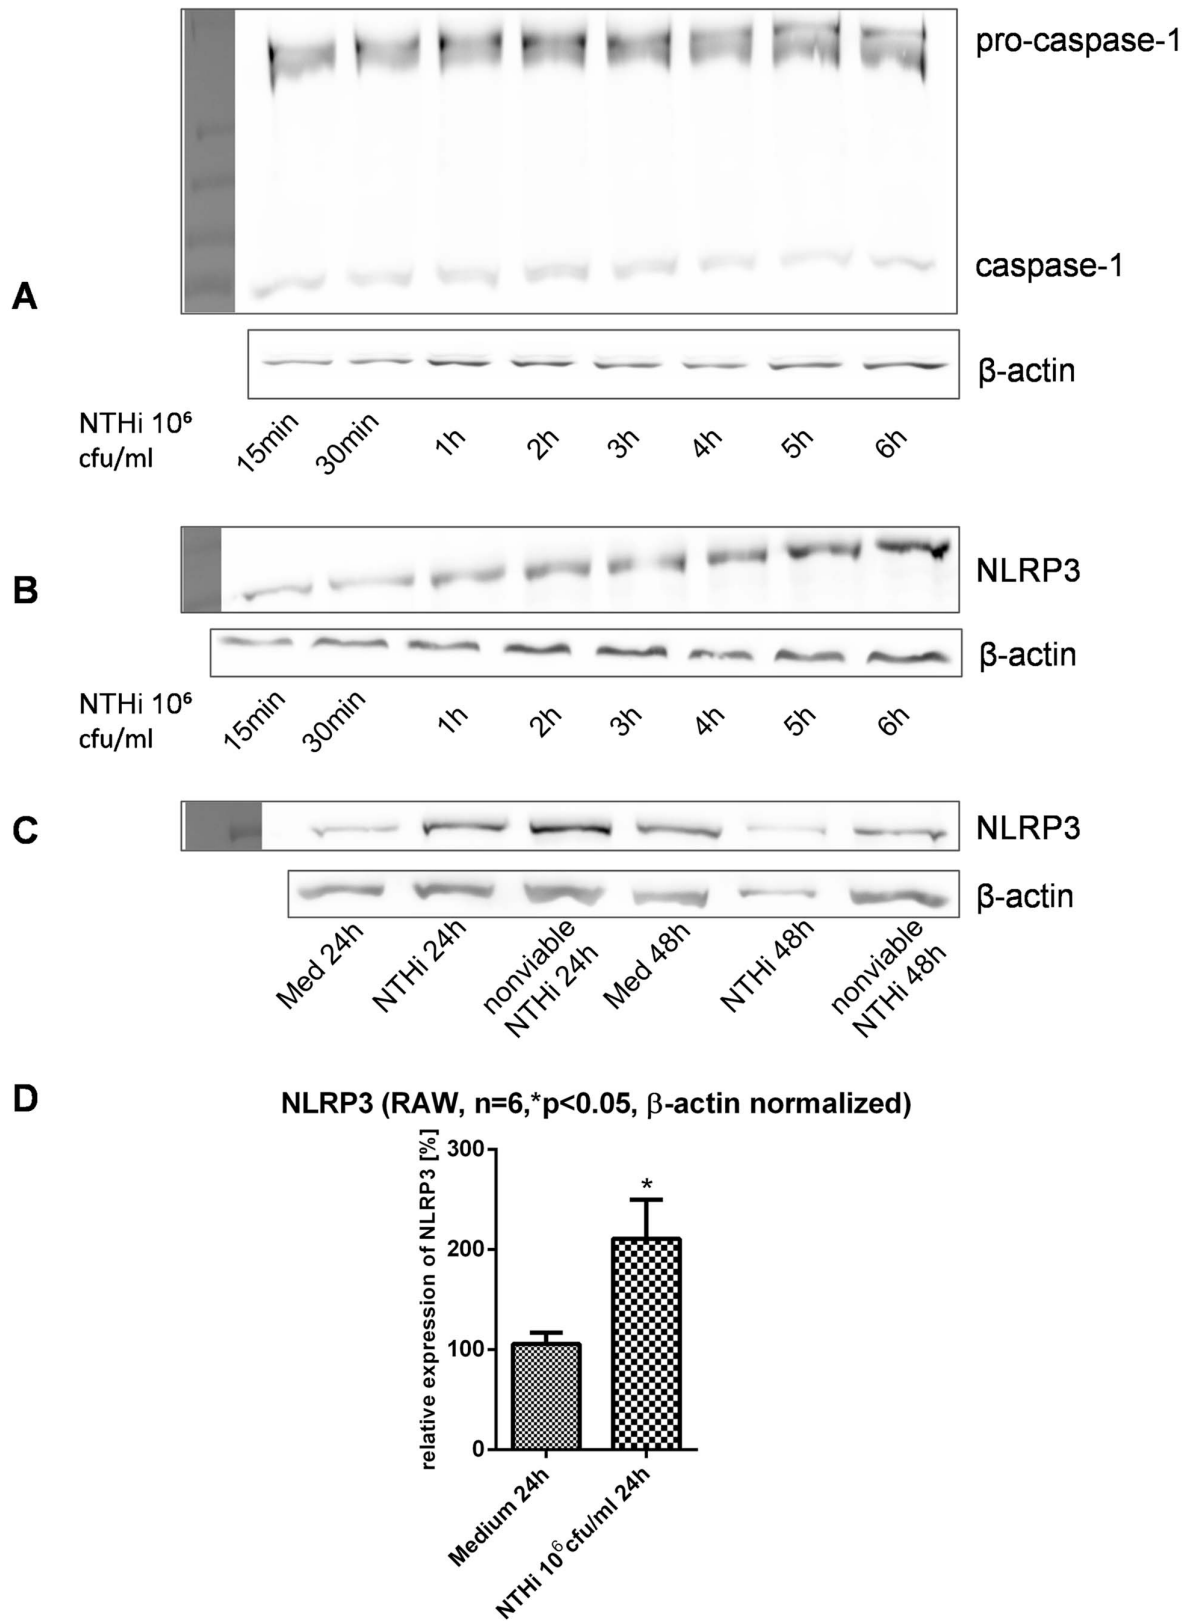 pro-caspase-1
caspase-1
A
β-actin
NTHi 10⁶
cfu/ml
15min 30min 1h 2h 3h 4h 5h 6h
NLRP3
B
β-actin
NTHi 10⁶
cfu/ml
15min 30min 1h 2h 3h 4h 5h 6h
C
NLRP3
β-actin
Med 24h
NTHi 24h
nonviable
NTHi 24h
Med 48h
NTHi 48h
nonviable
NTHi 48h
D
NLRP3 (RAW, n=6,*p<0.05, β-actin normalized)
relative expression of NLRP3 [%]
300
200
100
0
*
Medium 24h
NTHi 10⁶cfu/ml 24h